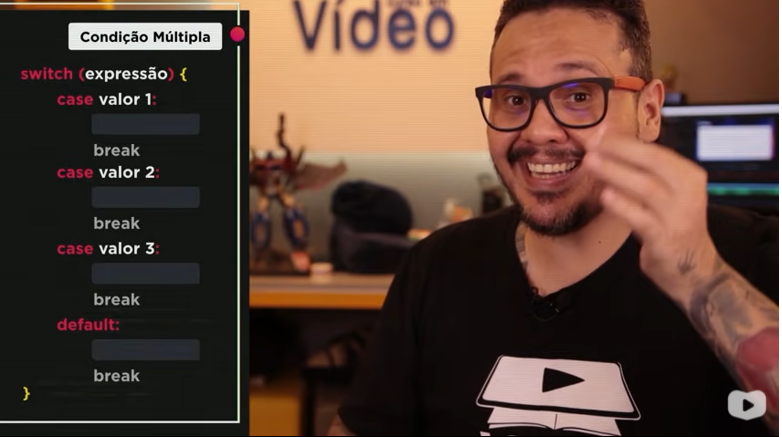 Condição Múltipla
switch (expressão) {
case valor 1:
break
case valor 2:
break
case valor 3:
break
default:
break
}
Vídeo